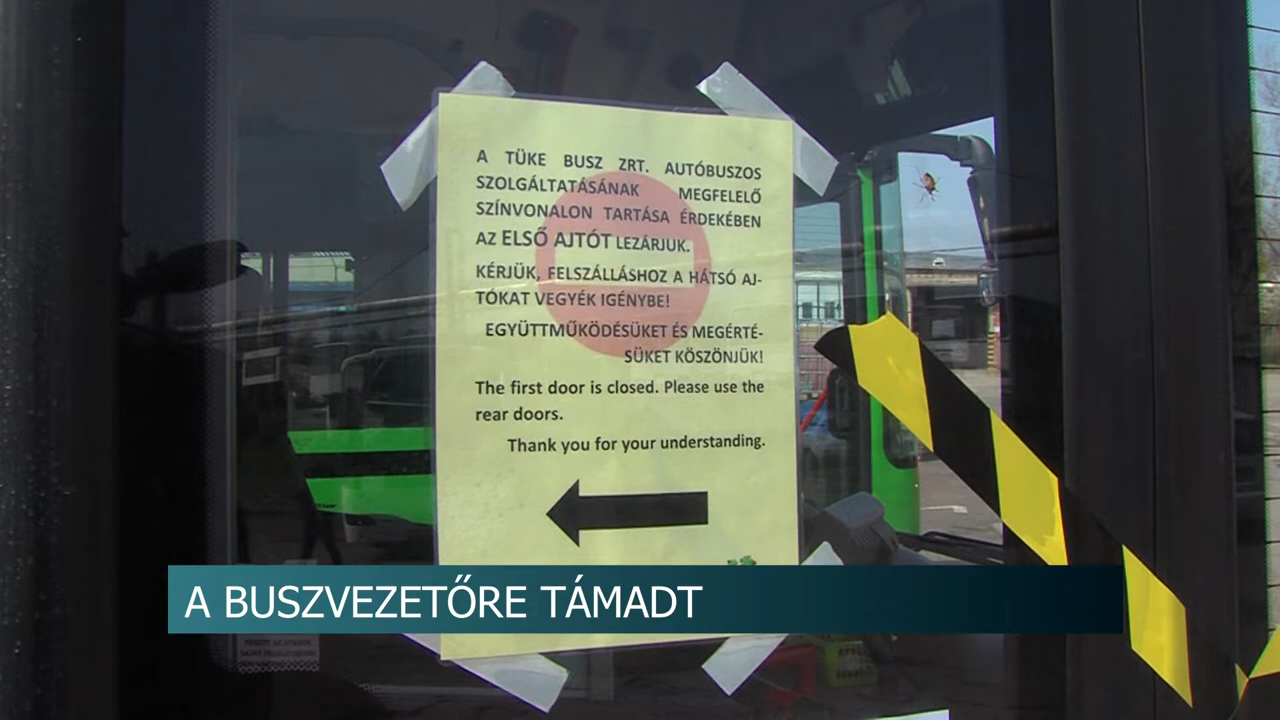 A TÜKE BUSZ ZRT. AUTÓBUSZOS
SZOLGÁLTATÁSÁNAK MEGFELELŐ
SZÍNVONALON TARTÁSA ÉRDEKÉBEN
AZ ELSŐ AJTÓT LEZÁRJUK.
KÉRJÜK, FELSZÁLLÁSHOZ A HÁTSÓ AJ-
TÓKAT VEGYÉK IGÉNYBE!
EGYÜTTMŰKÖDÉSÜKET ÉS MEGÉRTÉ-
SÜKET KÖSZÖNJÜK!
The first door is closed. Please use the
rear doors.
Thank you for your understanding.
A BUSZVEZETŐRE TÁMADT